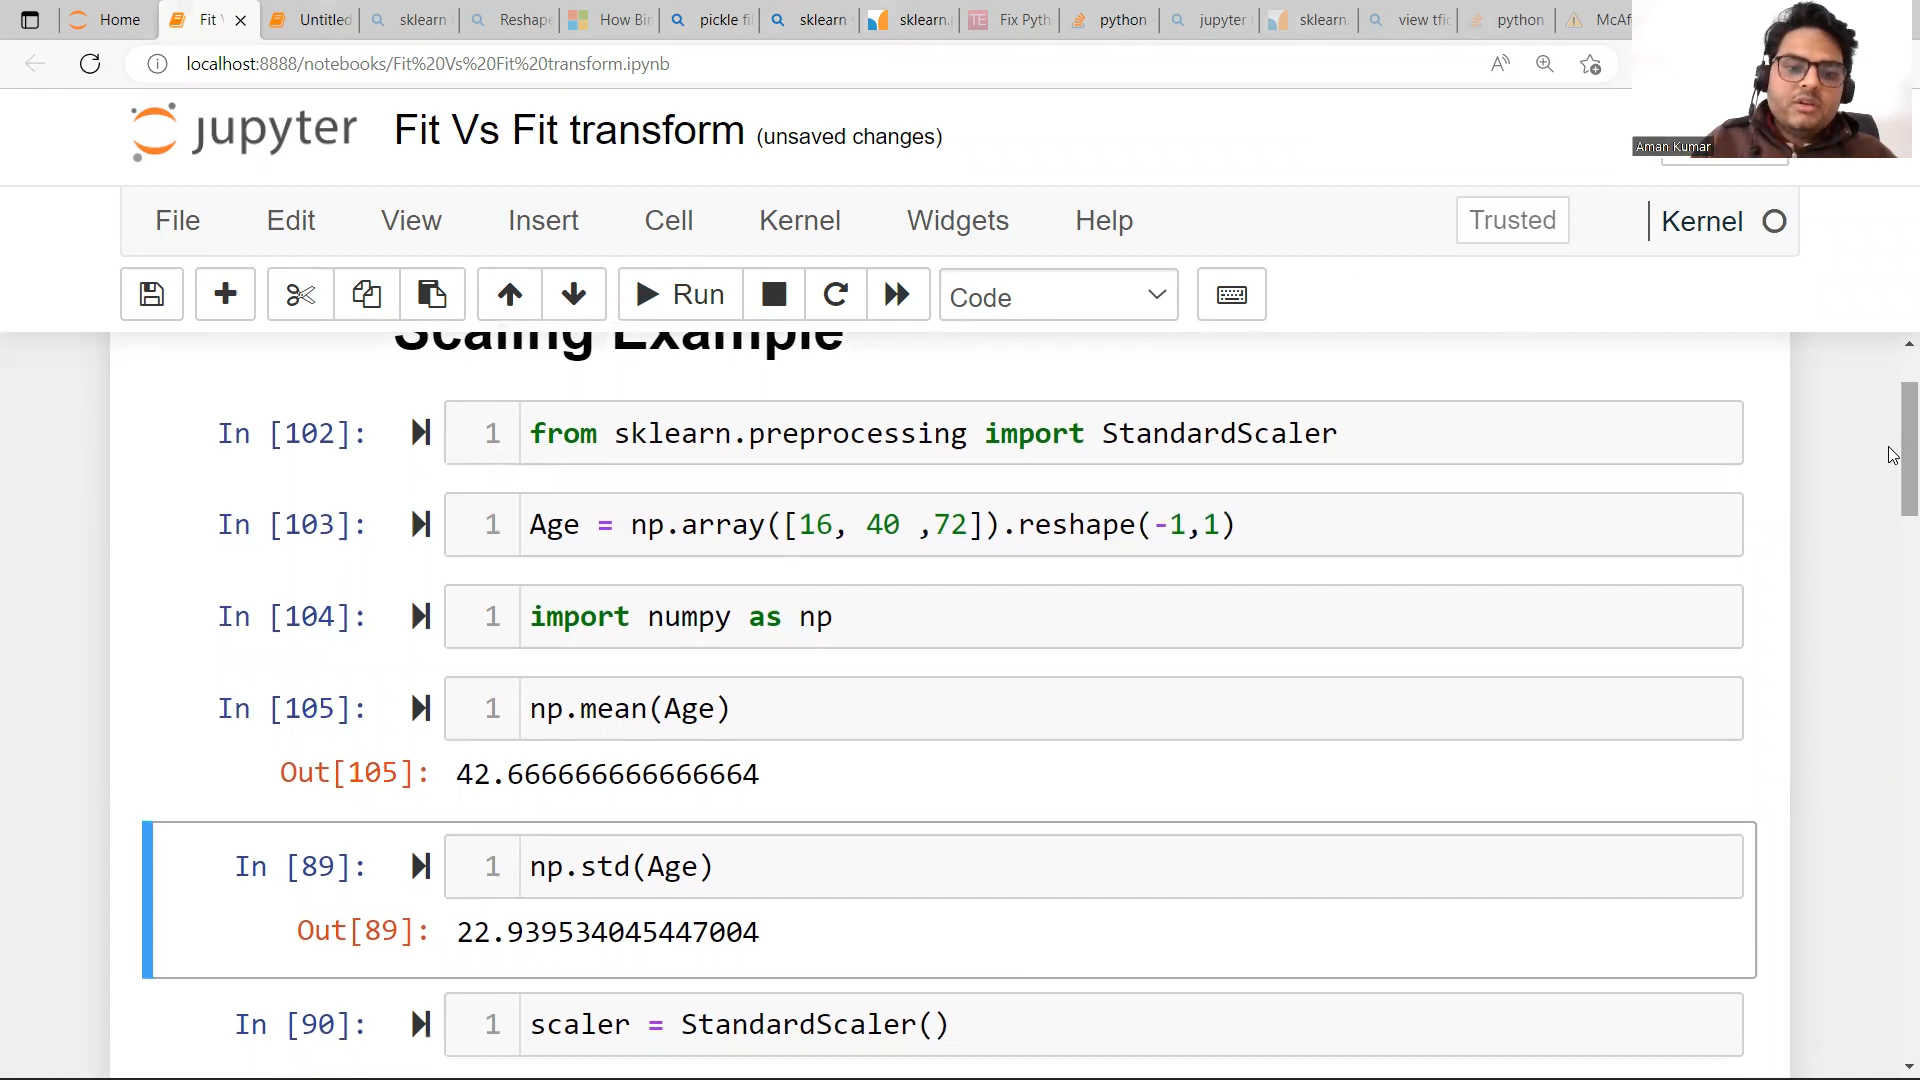 Home
Fit
Untitled
sklearn
Reshape
How Bi
pickle fi
sklearn
sklearn.
Fix Pyth
python
jupyter
sklearn.
view tfi
python
McAf
localhost:8888/notebooks/Fit%20Vs%20Fit%20transform.ipynb
Aman Kumar
jupyter Fit Vs Fit transform (unsaved changes)
File Edit View Insert Cell Kernel Widgets Help Trusted Kernel
Run Code
Scaling Example
In [102]: 1 from sklearn.preprocessing import StandardScaler
In [103]: 1 Age = np.array([16, 40 ,72]).reshape(-1,1)
In [104]: 1 import numpy as np
In [105]: 1 np.mean(Age)
Out[105]: 42.666666666666664
In [89]: 1 np.std(Age)
Out[89]: 22.939534045447004
In [90]: 1 scaler = StandardScaler()